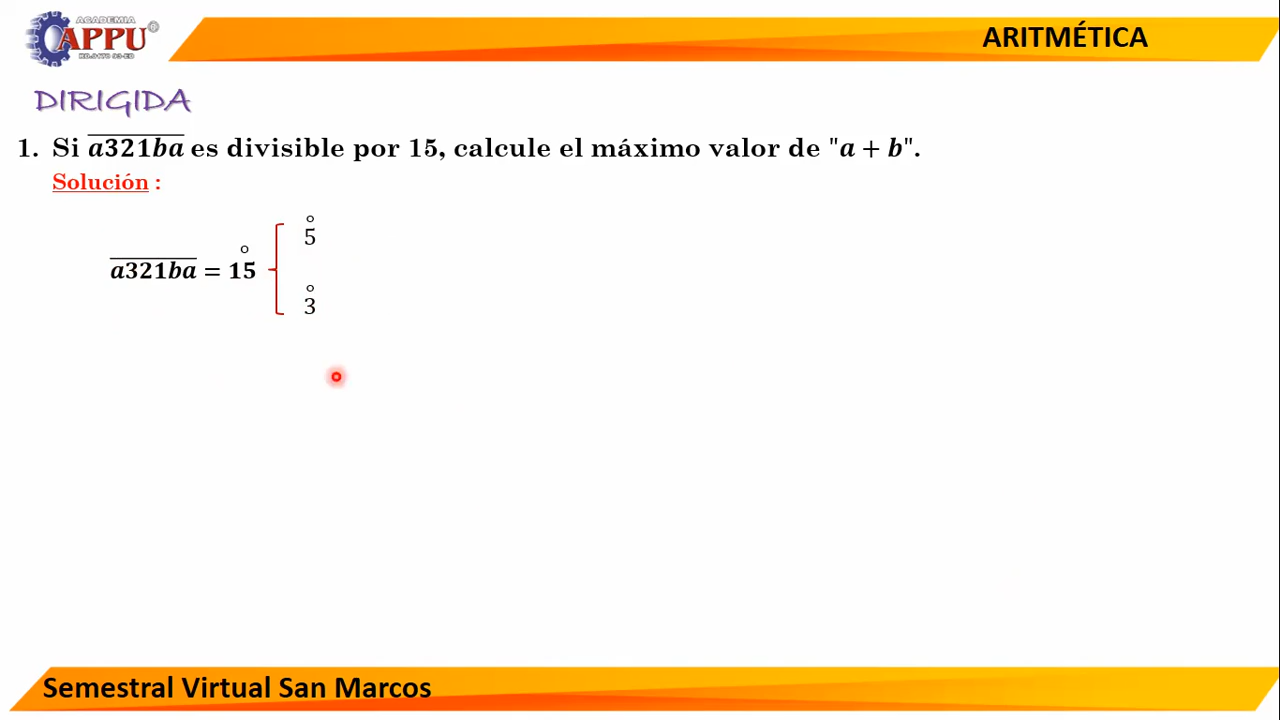 ACADEMIA
APPU®
ARITMÉTICA
DIRIGIDA
1. Si a321ba es divisible por 15, calcule el máximo valor de "a + b".
Solución :
°
5
a321ba = 15°
°
3
Semestral Virtual San Marcos